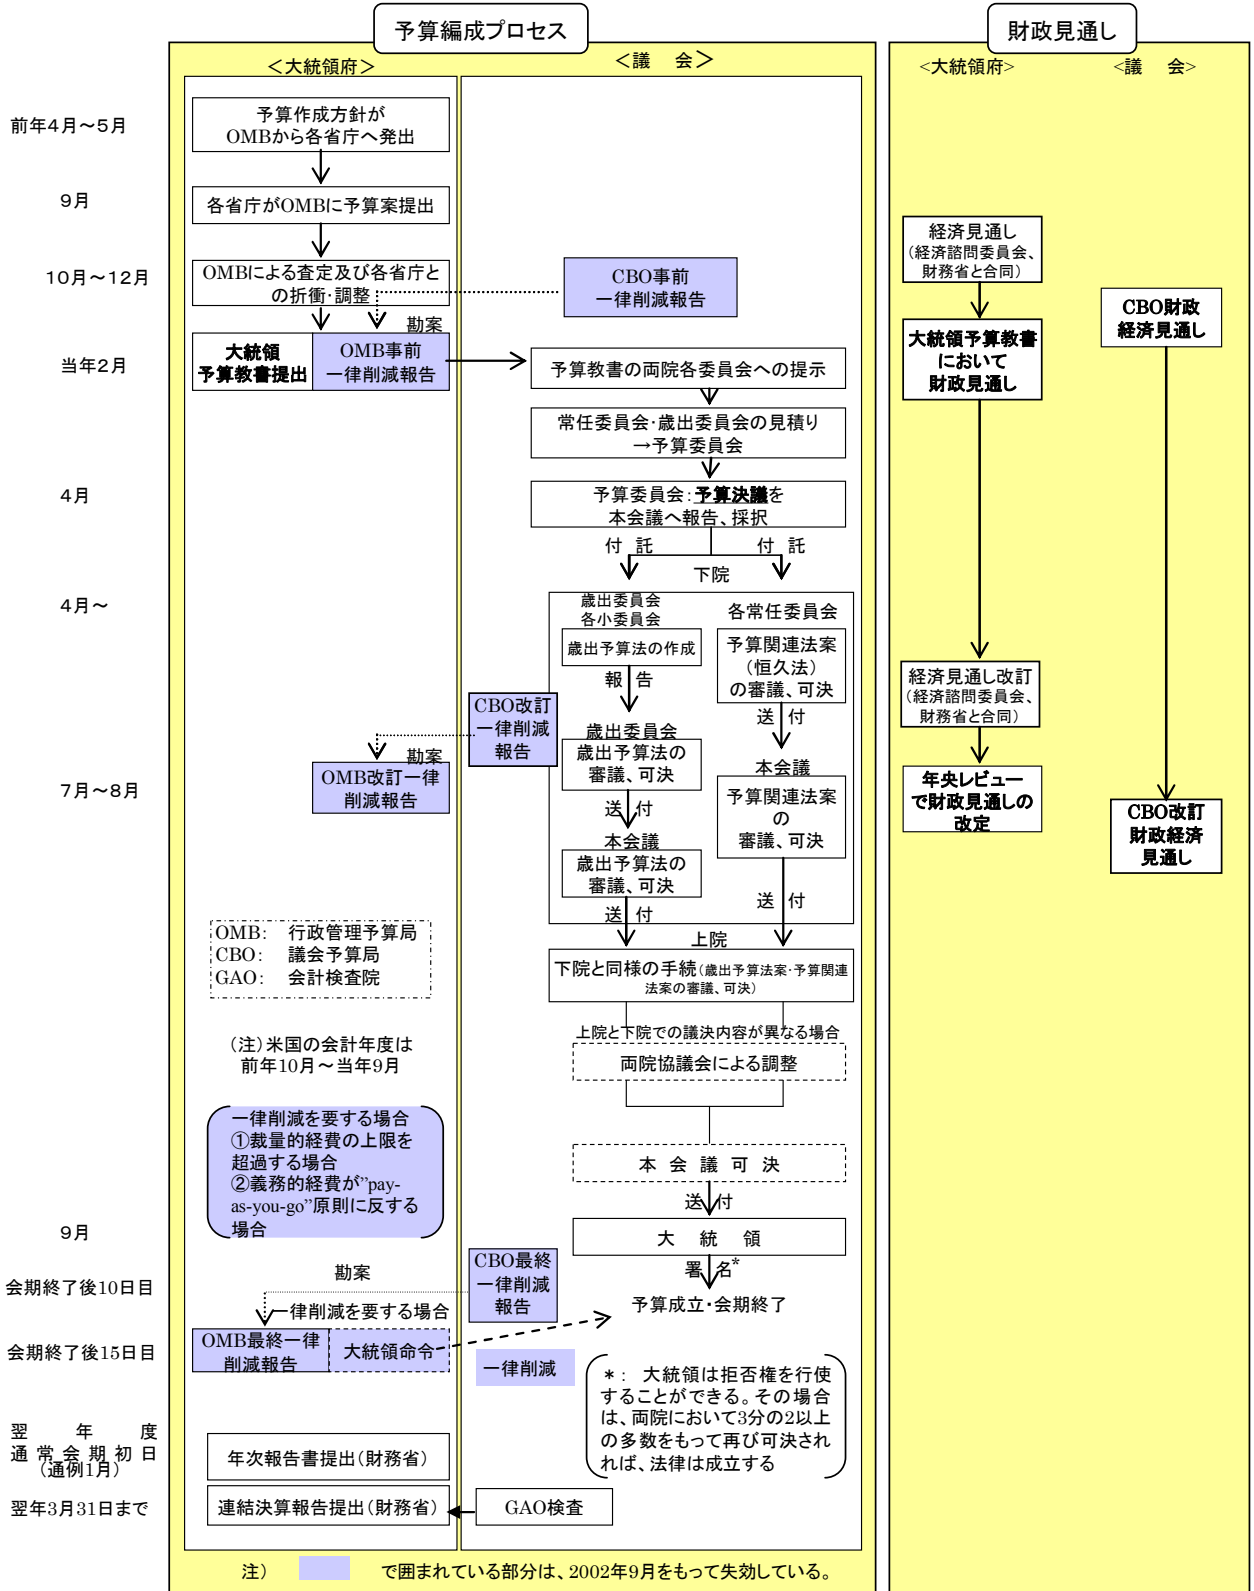 予算編成プロセス
財政見通し
＜大統領府＞
＜議　会＞
<大統領府>
<議　会>
前年4月～5月
予算作成方針が
OMBから各省庁へ発出
9月
各省庁がOMBに予算案提出
10月～12月
OMBによる査定及び各省庁と
の折衝・調整
CBO事前
一律削減報告
経済見通し
(経済諮問委員会、
財務省と合同)
CBO財政
経済見通し
勘案
当年2月
大統領
予算教書提出
OMB事前
一律削減報告
予算教書の両院各委員会への提示
大統領予算教書
において
財政見通し
常任委員会・歳出委員会の見積り
→予算委員会
4月
予算委員会：予算決議を
本会議へ報告、採択
付　託
付　託
下院
4月～
歳出委員会
各小委員会
各常任委員会
歳出予算法の作成
予算関連法案
（恒久法）
の審議、可決
報　告
送　付
CBO改訂
一律削減
報告
経済見通し改訂
(経済諮問委員会、
財務省と合同)
歳出委員会
歳出予算法の
審議、可決
勘案
7月～8月
OMB改訂一律
削減報告
本会議
予算関連法案
の
審議、可決
年央レビュー
で財政見通しの
改定
CBO改訂
財政経済
見通し
送　付
本会議
歳出予算法の
審議、可決
送　付
送　付
OMB：　行政管理予算局
CBO：　議会予算局
GAO：　会計検査院
上院
下院と同様の手続(歳出予算法案・予算関連
法案の審議、可決)
上院と下院での議決内容が異なる場合
（注）米国の会計年度は
前年10月～当年9月
両院協議会による調整
一律削減を要する場合
①裁量的経費の上限を
超過する場合
②義務的経費が”pay-
as-you-go”原則に反する
場合
本 会 議 可 決
送　付
9月
大　統　領
署　名*
CBO最終
一律削減
報告
会期終了後10日目
勘案
予算成立・会期終了
一律削減を要する場合
会期終了後15日目
OMB最終一律
削減報告
大統領命令
一律削減
＊：　大統領は拒否権を行使
することができる。その場合
は、両院において3分の2以上
の多数をもって再び可決され
れば、法律は成立する
翌　年　度
通常会期初日
（通例1月）
年次報告書提出（財務省）
翌年3月31日まで
連結決算報告提出（財務省）
GAO検査
注）　　で囲まれている部分は、2002年9月をもって失効している。